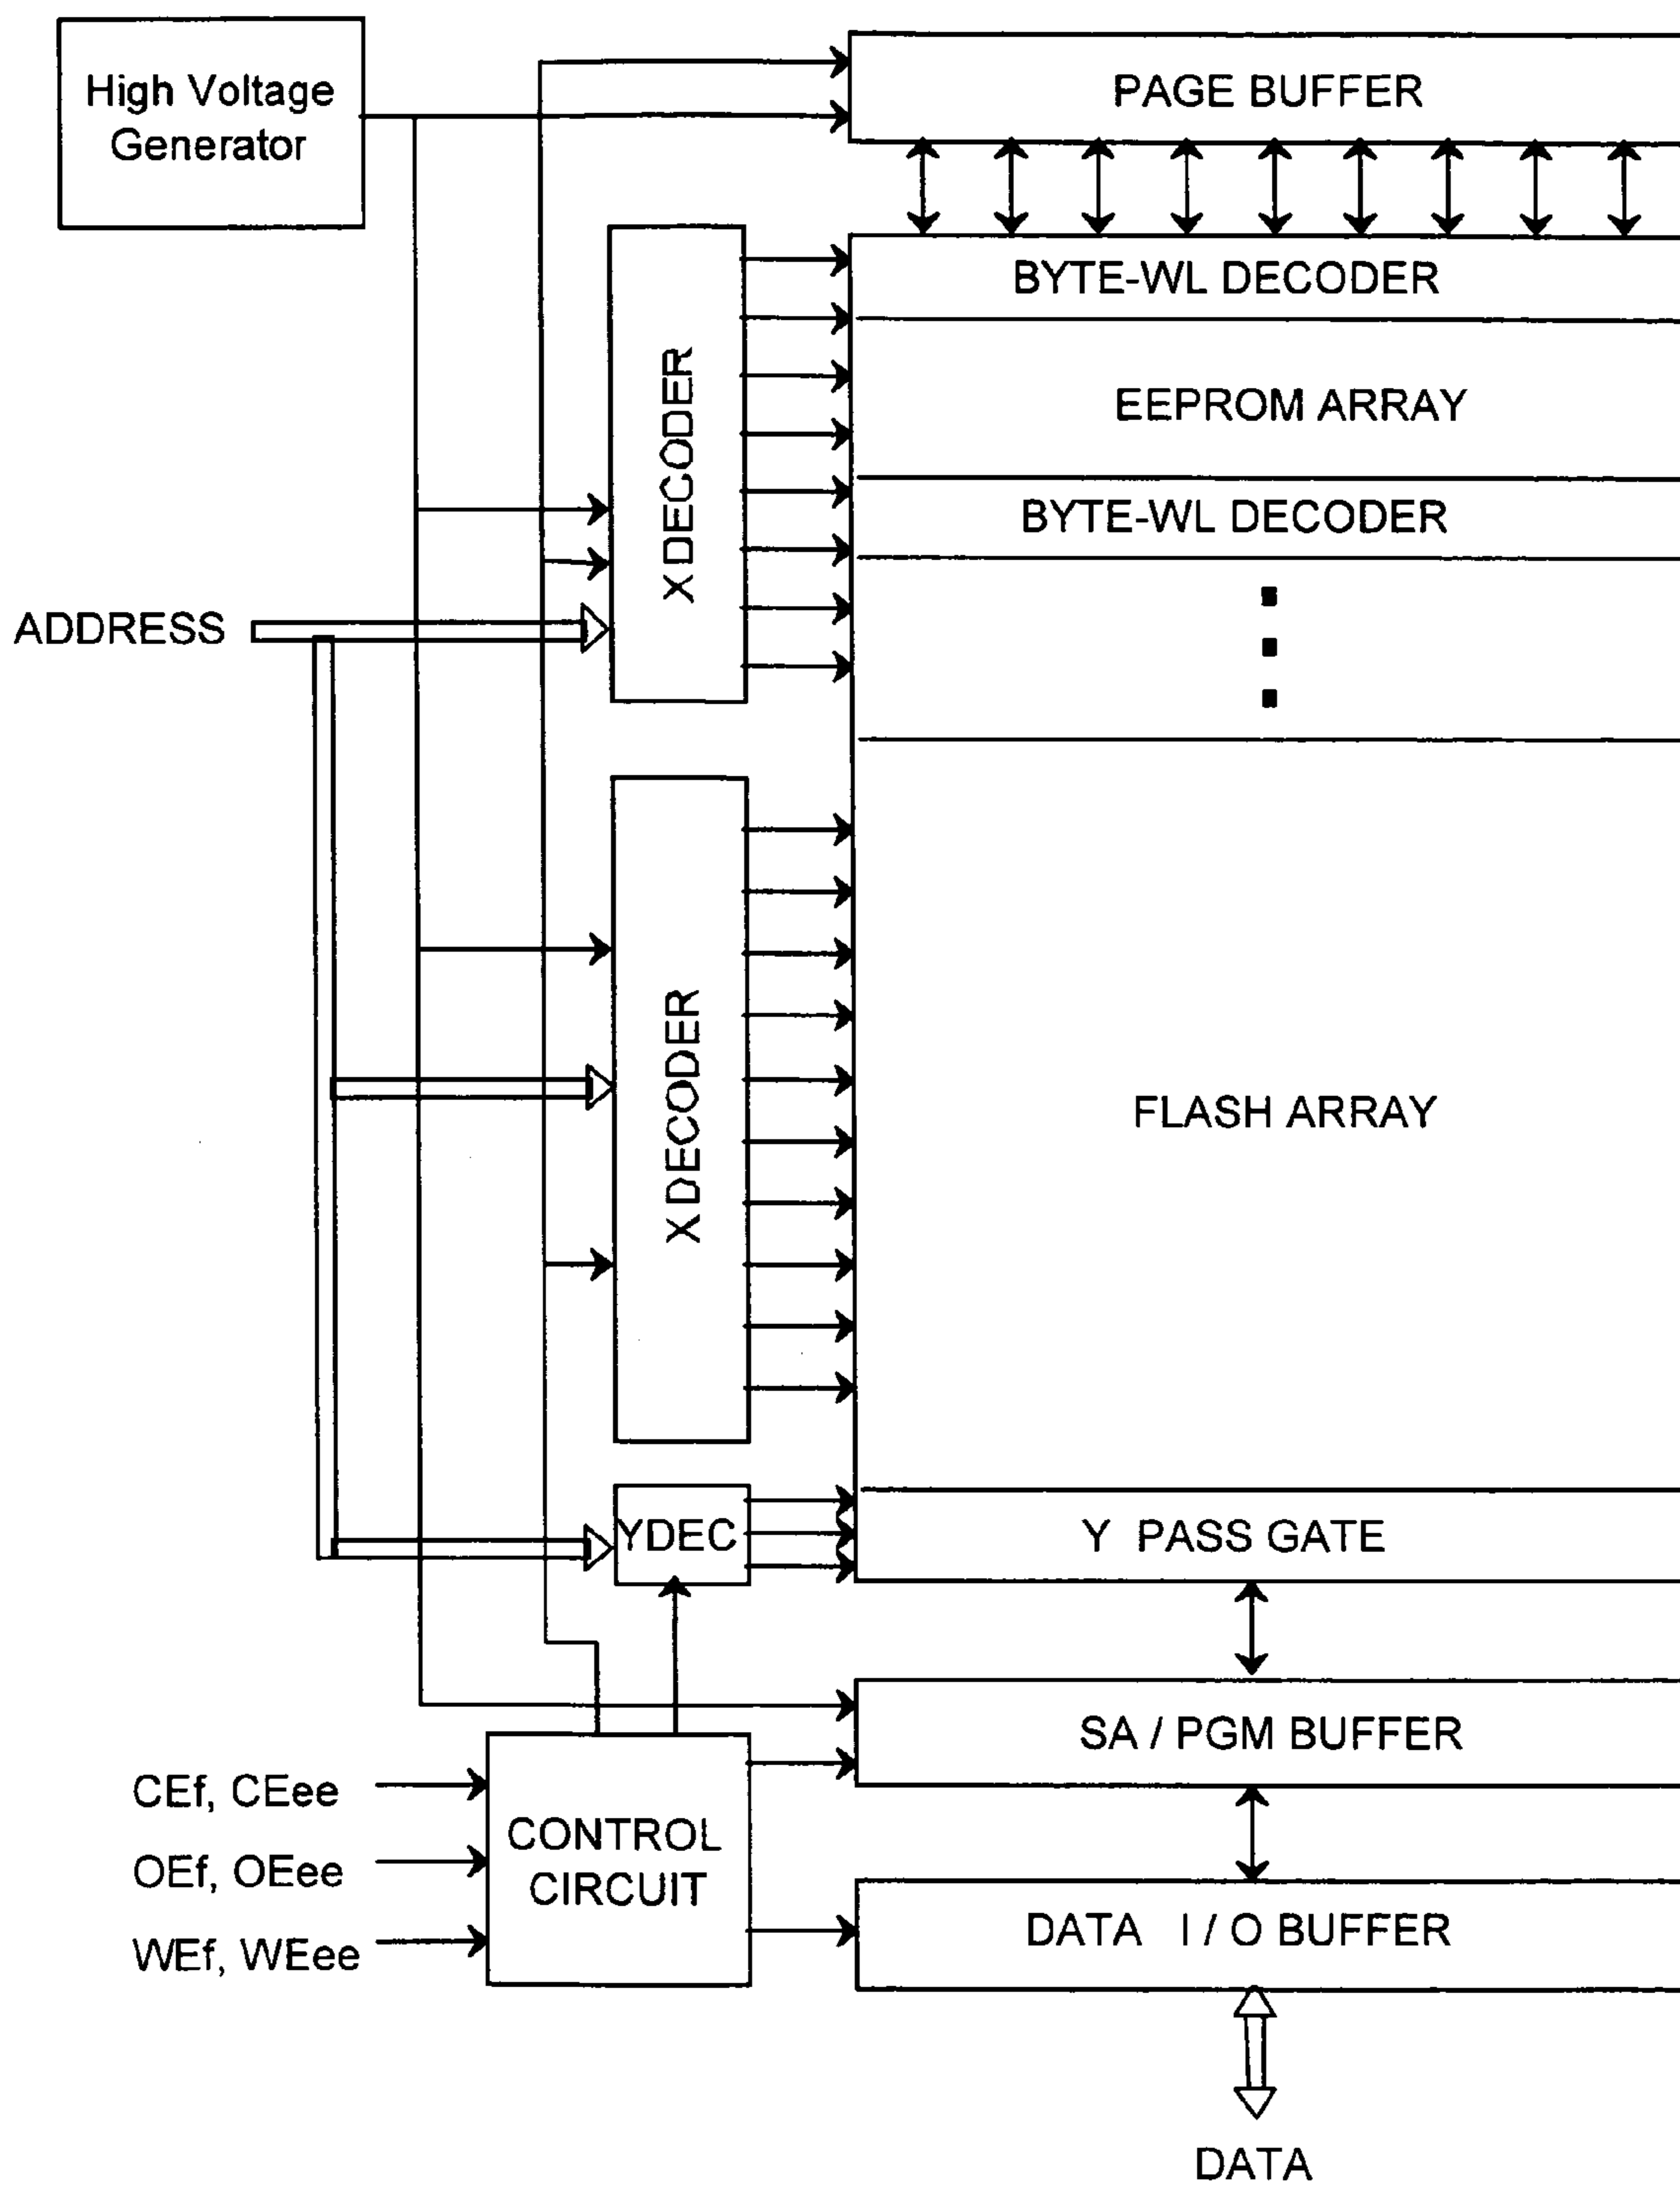 High Voltage
Generator
PAGE BUFFER
BYTE-WL DECODER
EEPROM ARRAY
BYTE-WL DECODER
X DECODER
ADDRESS
X DECODER
FLASH ARRAY
YDEC
Y PASS GATE
SA / PGM BUFFER
CEf, CEee
OEf, OEee
WEf, WEee
CONTROL
CIRCUIT
DATA I / O BUFFER
DATA